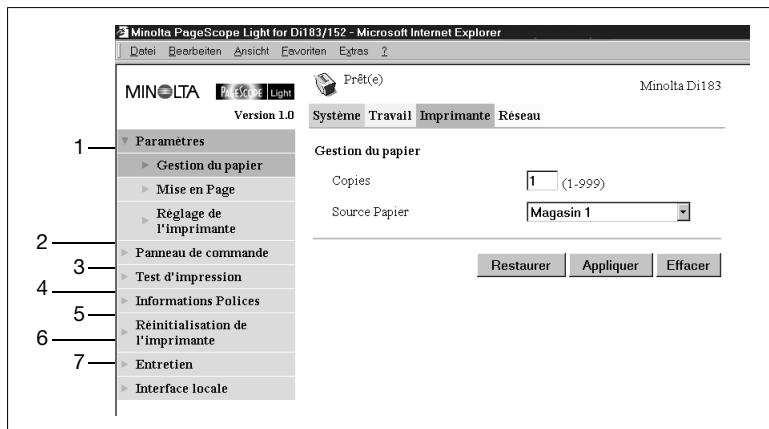 Minolta PageScope Light for Di183/152 - Microsoft Internet Explorer
Datei Bearbeiten Ansicht Favoriten Extras ?
MINOLTA PAGESCOPE Light
Version 1.0
Prêt(e)
Minolta Di183
Système Travail Imprimante Réseau
1
Paramètres
Gestion du papier
Mise en Page
Réglage de
l'imprimante
2
Panneau de commande
3
Test d'impression
4
Informations Polices
5
Réinitialisation de
l'imprimante
6
7
Entretien
Interface locale
Gestion du papier
Copies 1 (1-999)
Source Papier Magasin 1
Restaurer Appliquer Effacer